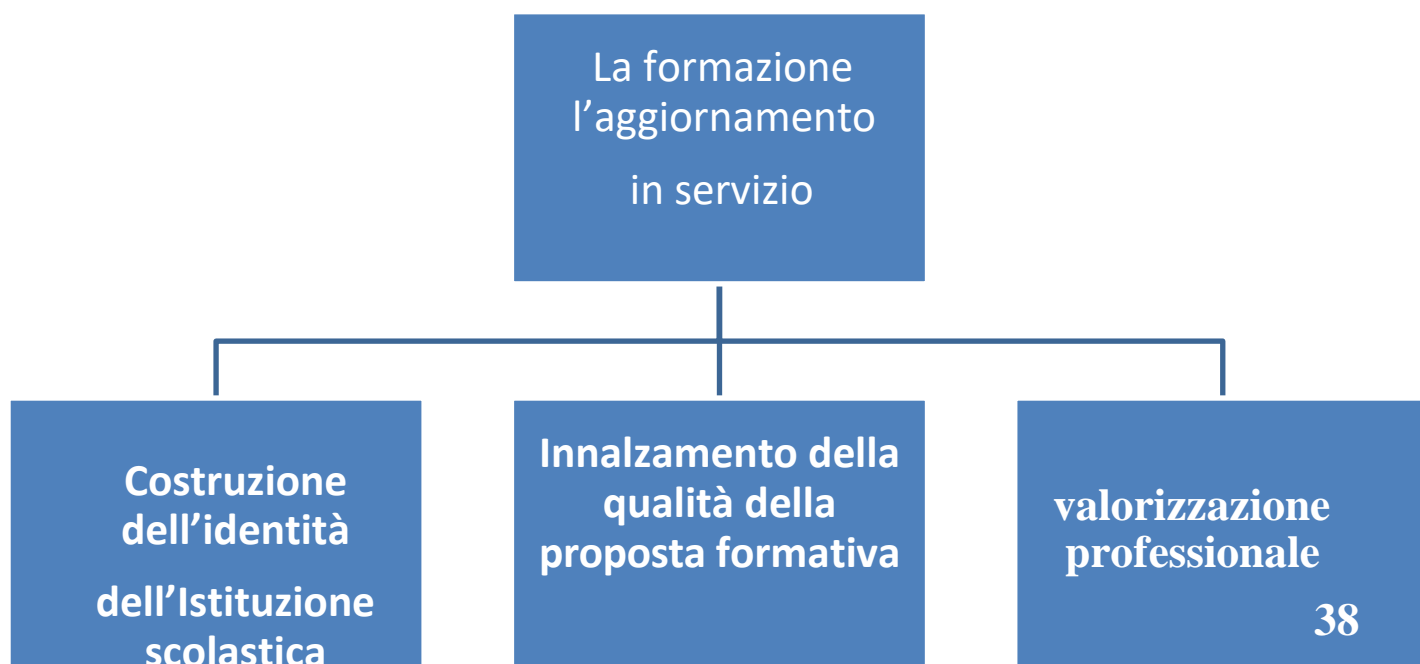 La formazione
l’aggiornamento
in servizio
Costruzione
dell’identità
dell’Istituzione
scolastica
Innalzamento della
qualità della
proposta formativa
valorizzazione
professionale
38